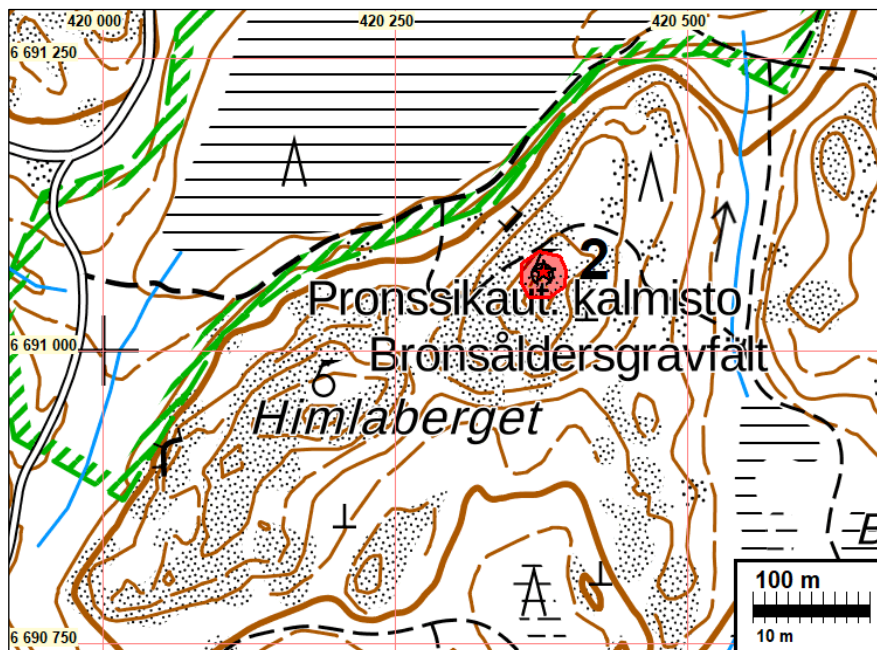 420 000 420 250 420 500
6 691 250
2
Pronssikaut. kalmisto
6 691 000
Bronsåldersgravfält
Himlaberget
B
100 m
10 m
6 690 750